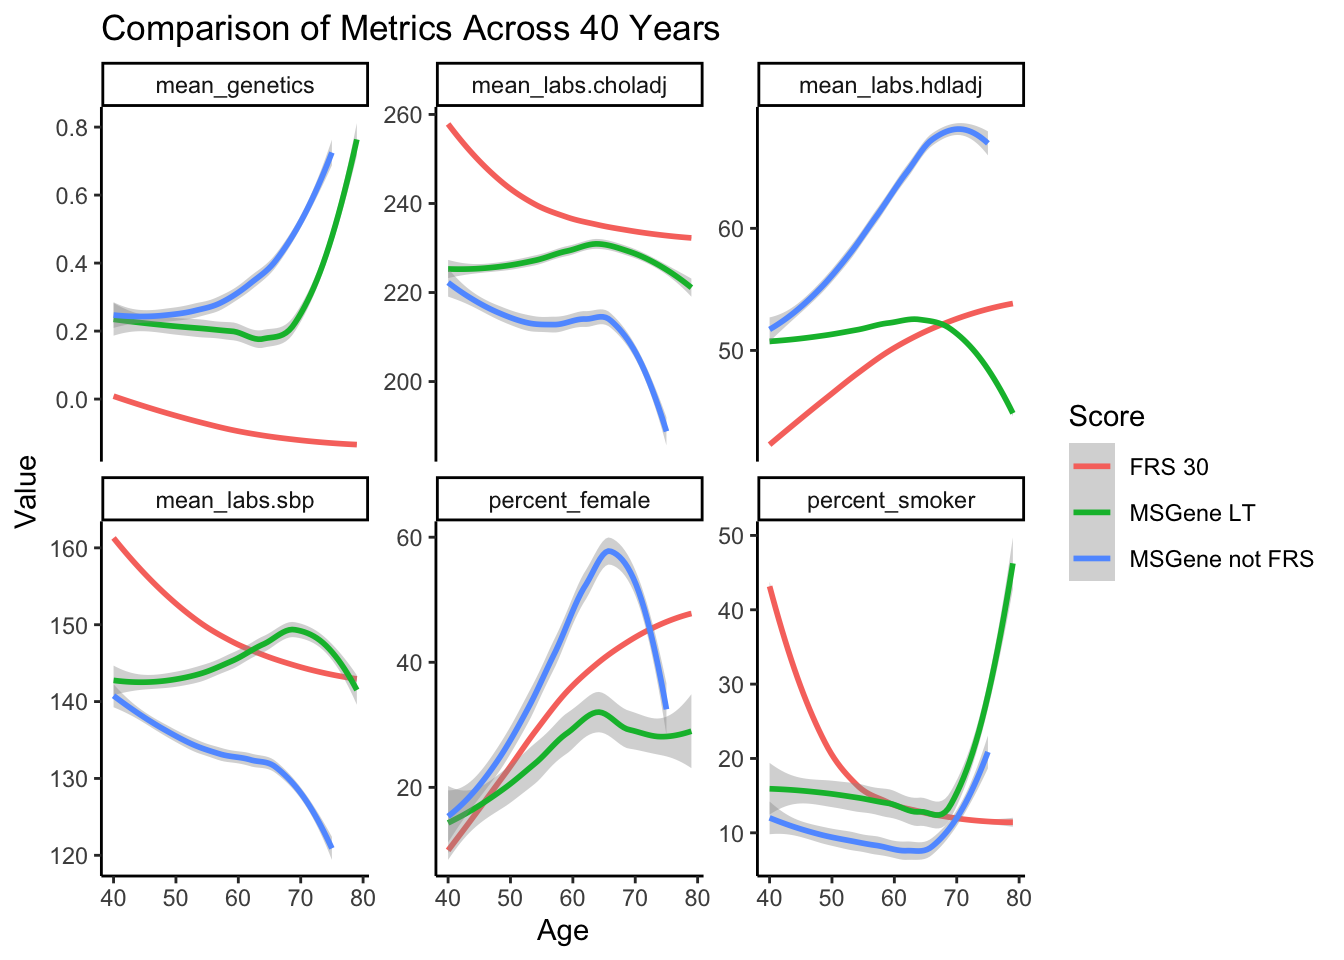 Comparison of Metrics Across 40 Years
mean_genetics
mean_labs.choladj
mean_labs.hdladj
0.8
0.6
0.4
0.2
0.0
260
240
220
200
60
50
mean_labs.sbp
percent_female
percent_smoker
160
150
140
130
120
60
40
20
50
40
30
20
10
40 50 60 70 80
40 50 60 70 80
40 50 60 70 80
Age
Value
Score
FRS 30
MSGene LT
MSGene not FRS